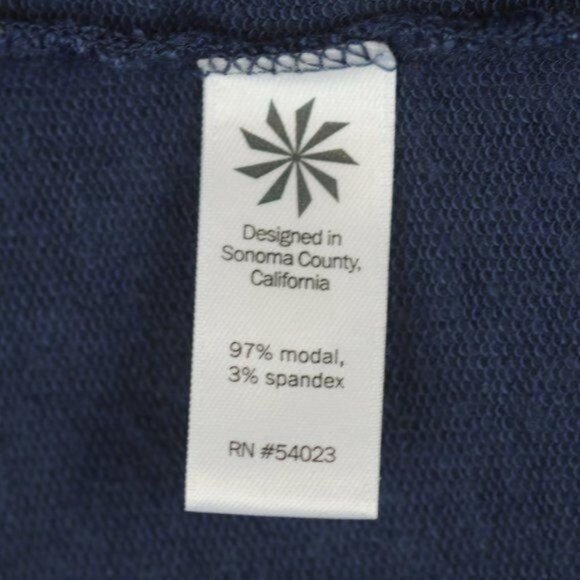 Designed in
Sonoma County,
California
97% modal,
3% spandex
RN #54023